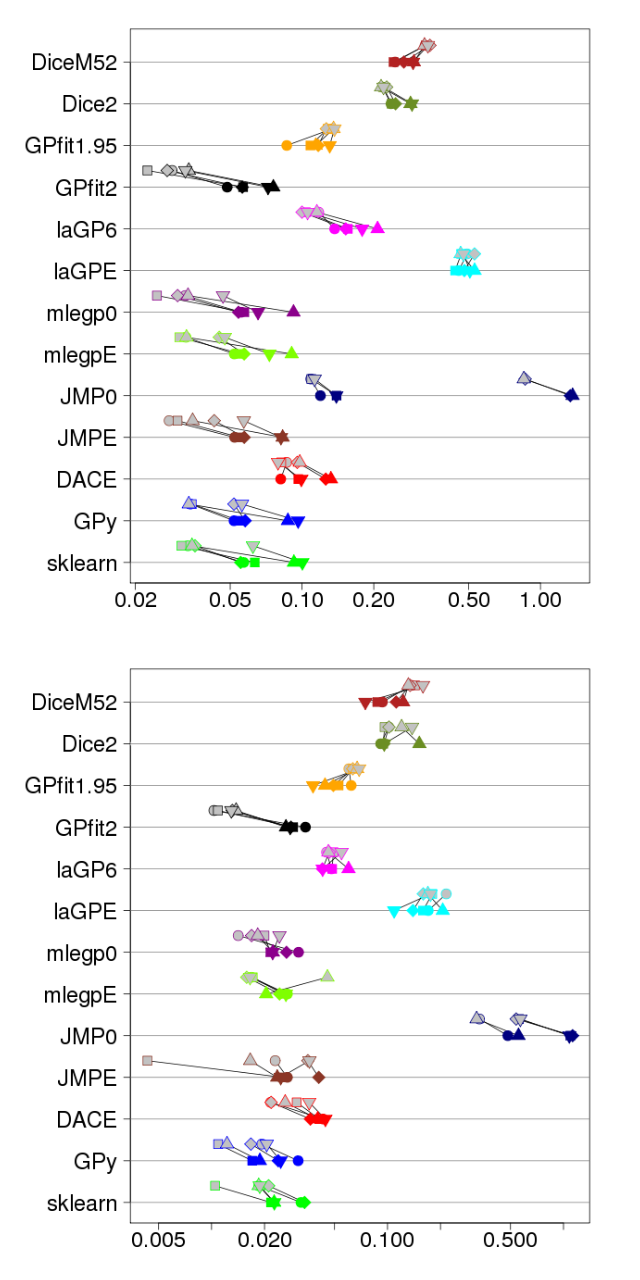 DiceM52
Dice2
GPfit1.95
GPfit2
laGP6
laGPE
mlegp0
mlegpE
JMP0
JMPE
DACE
GPy
sklearn
0.02 0.05 0.10 0.20 0.50 1.00
DiceM52
Dice2
GPfit1.95
GPfit2
laGP6
laGPE
mlegp0
mlegpE
JMP0
JMPE
DACE
GPy
sklearn
0.005 0.020 0.100 0.500